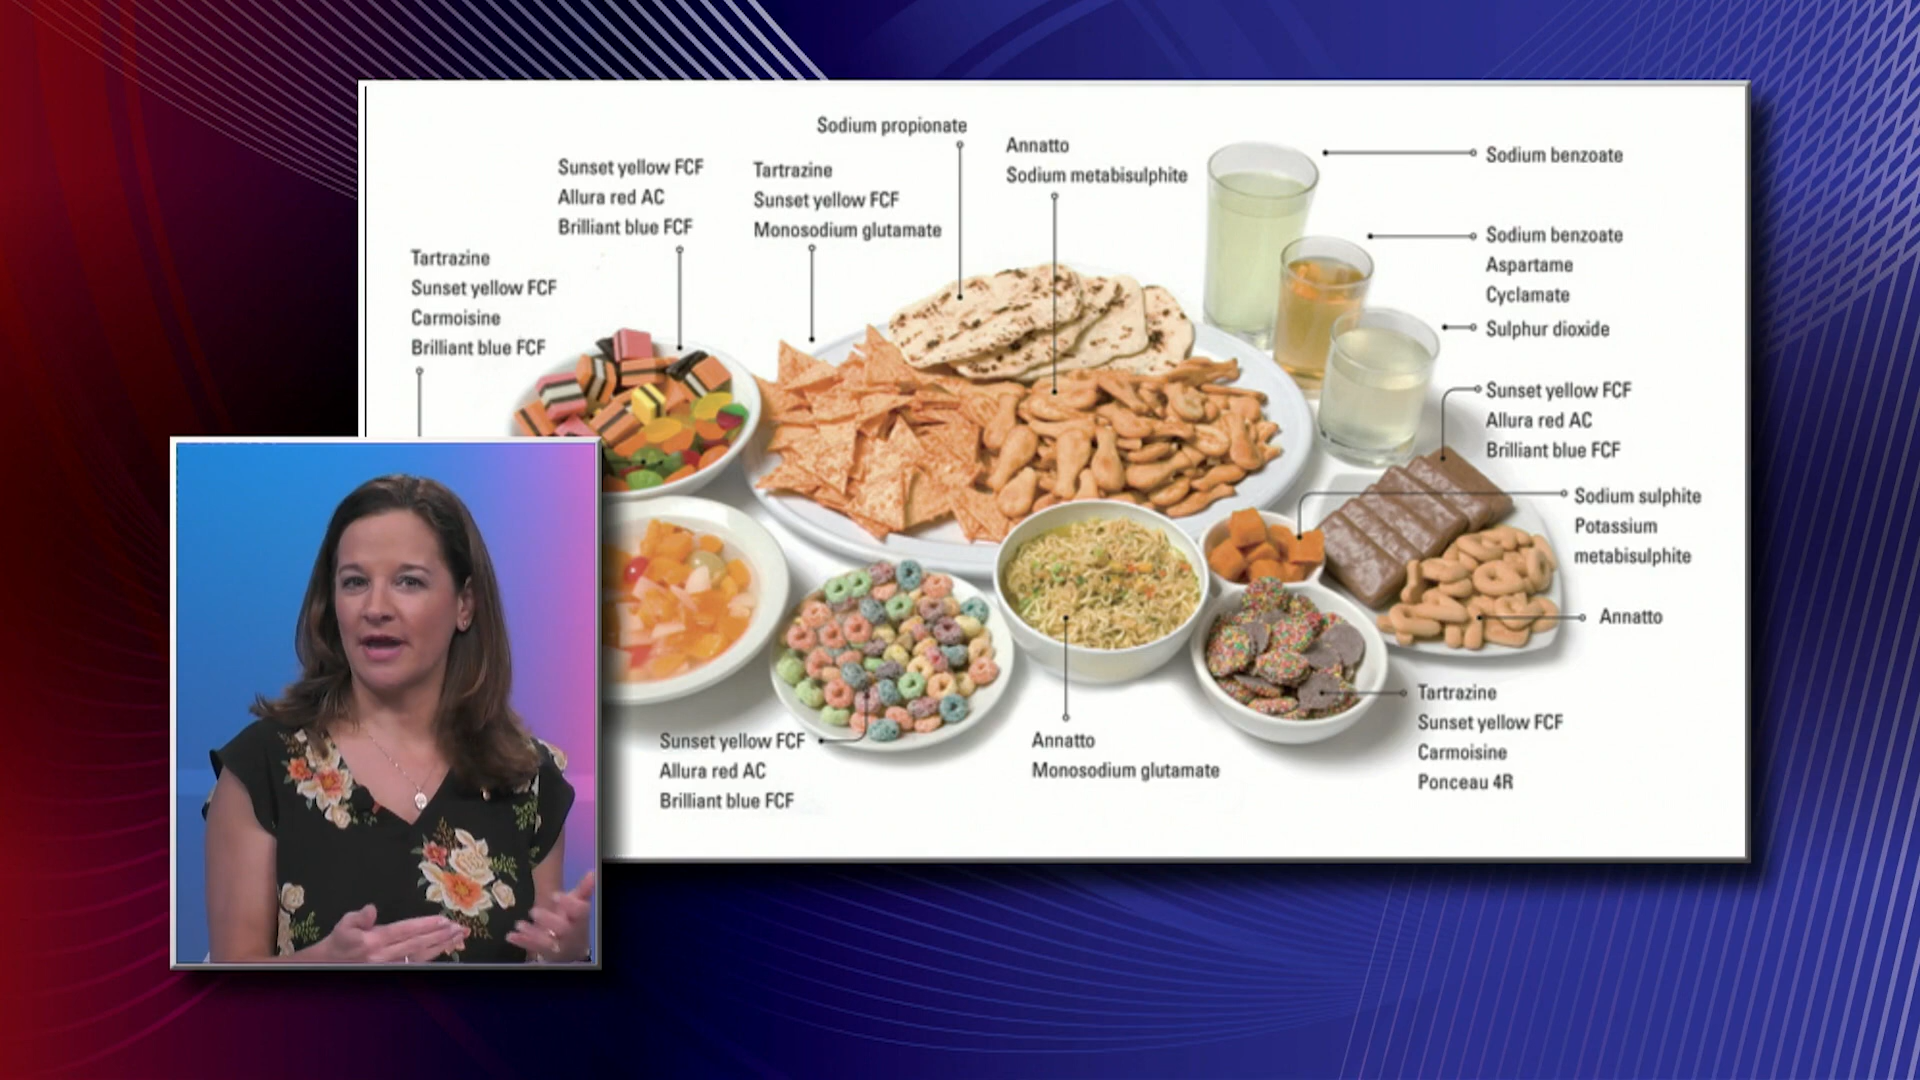 Sodium propionate
Annatto
Sodium metabisulphite
Sodium benzoate
Sunset yellow FCF
Allura red AC
Brilliant blue FCF
Tartrazine
Sunset yellow FCF
Monosodium glutamate
Tartrazine
Sunset yellow FCF
Carmoisine
Brilliant blue FCF
Sodium benzoate
Aspartame
Cyclamate
Sulphur dioxide
Sunset yellow FCF
Allura red AC
Brilliant blue FCF
Sodium sulphite
Potassium
metabisulphite
Annatto
Sunset yellow FCF
Allura red AC
Brilliant blue FCF
Annatto
Monosodium glutamate
Tartrazine
Sunset yellow FCF
Carmoisine
Ponceau 4R